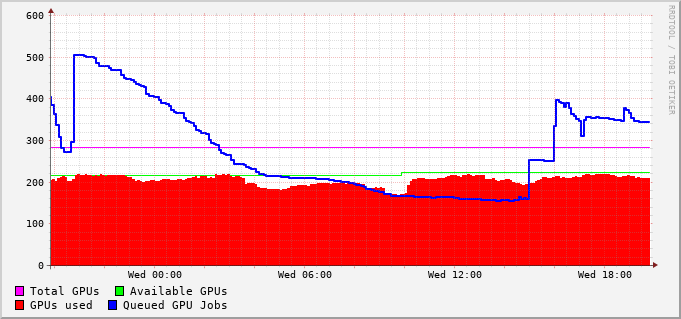 600
500
400
300
200
100
0
Wed 00:00 Wed 06:00 Wed 12:00 Wed 18:00
Total GPUs Available GPUs
GPUs used Queued GPU Jobs
RRDTOOL / TOBI OETIKER